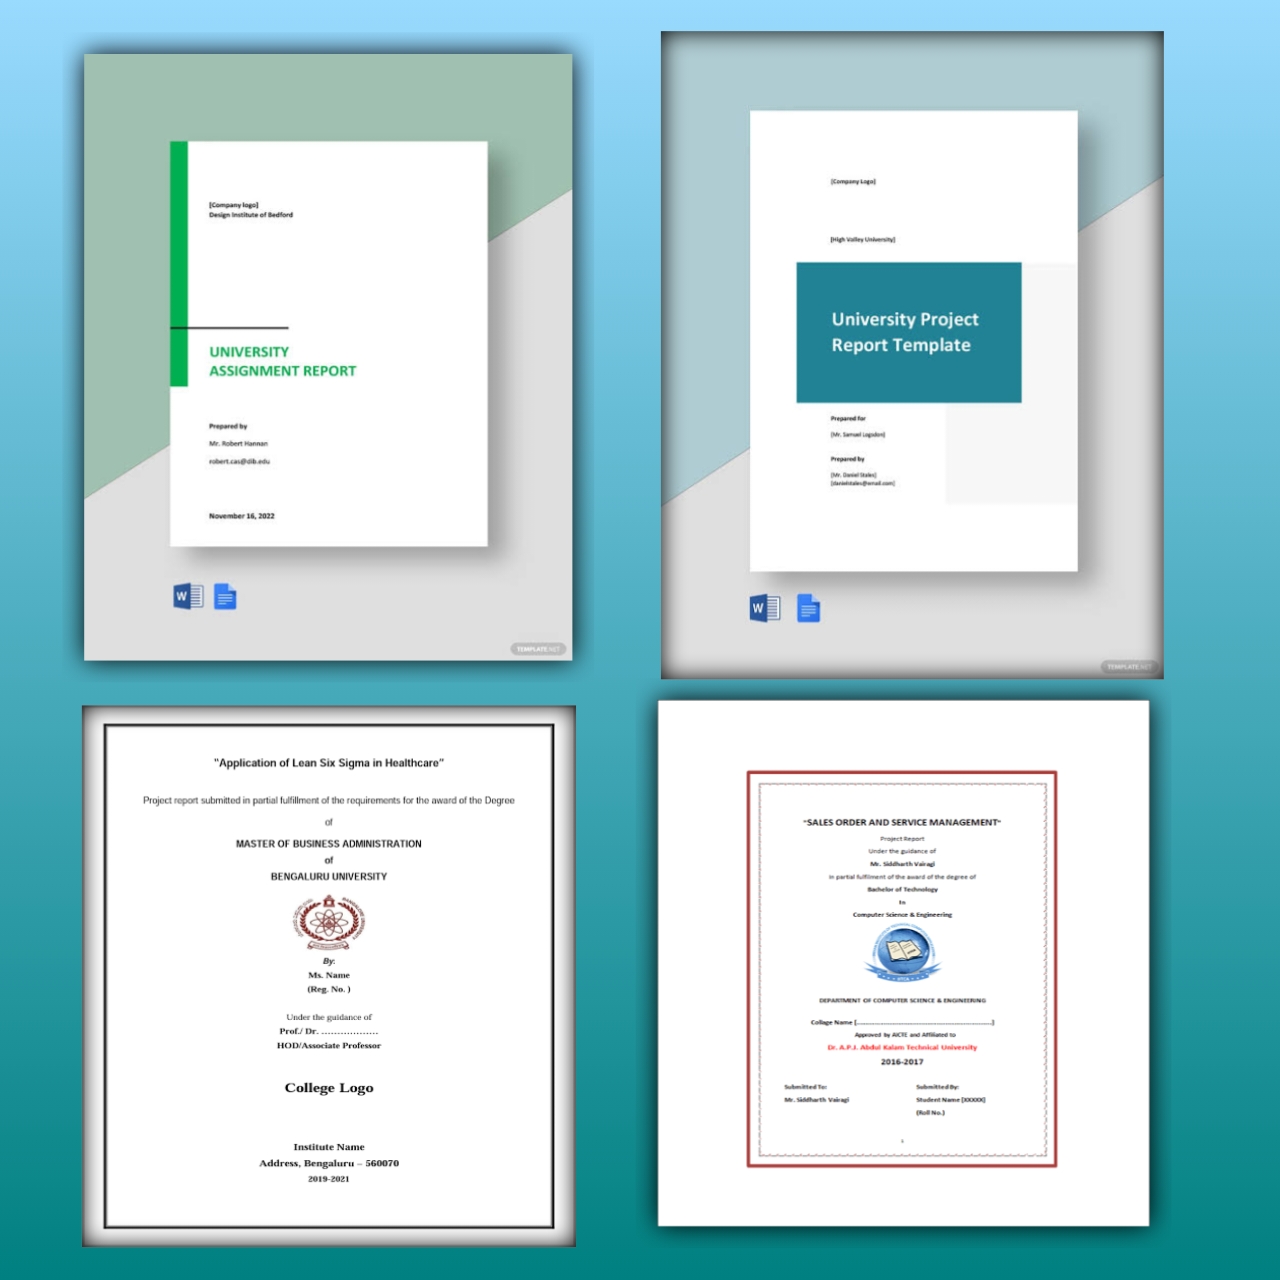 [Company logo]
Design Institute of Bedford
UNIVERSITY
ASSIGNMENT REPORT
Prepared by
Mr. Robert Hannan
robert.cas@dib.edu
November 16, 2022
W
TEMPLATE.NET
[Company Logo]
[High Valley University]
University Project
Report Template
Prepared for
[Mr. Samuel Logsden]
Prepared by
[Mr. Daniel Stales]
[danielstales@email.com]
W
TEMPLATE.NET
"Application of Lean Six Sigma in Healthcare"
Project report submitted in partial fulfillment of the requirements for the award of the Degree
of
MASTER OF BUSINESS ADMINISTRATION
of
BENGALURU UNIVERSITY
By:
Ms. Name
(Reg. No. )
Under the guidance of
Prof./ Dr. ………………
HOD/Associate Professor
College Logo
Institute Name
Address, Bengaluru – 560070
2019-2021
"SALES ORDER AND SERVICE MANAGEMENT"
Project Report
Under the guidance of
Mr. Siddharth Vairagi
in partial fulfilment of the award of the degree of
Bachelor of Technology
In
Computer Science & Engineering
DEPARTMENT OF COMPUTER SCIENCE & ENGINEERING
Collage Name [..............................................................]
Approved by AICTE and Affiliated to
Dr. A.P.J. Abdul Kalam Technical University
2016-2017
Submitted To:
Mr. Siddharth Vairagi
Submitted By:
Student Name [XXXXX]
(Roll No.)